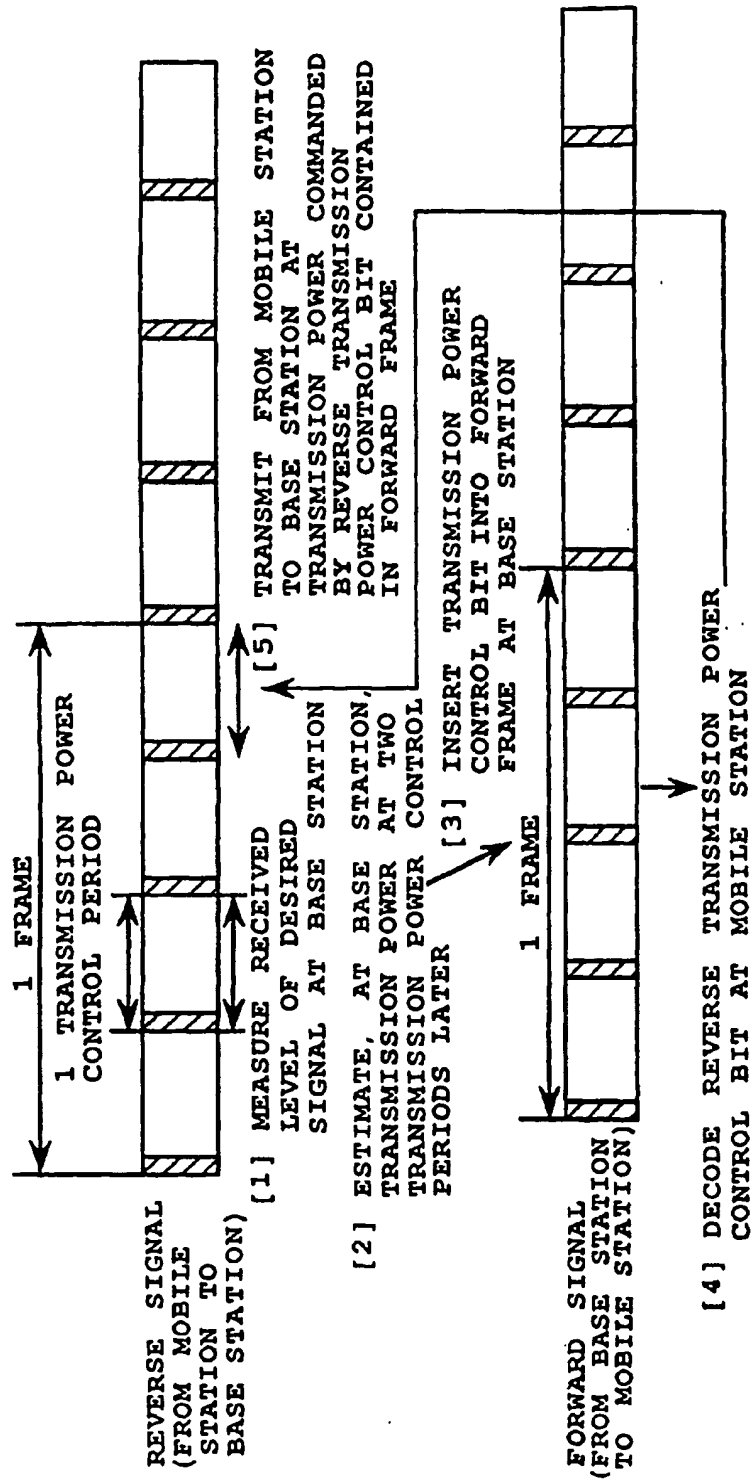 1 FRAME
1 TRANSMISSION POWER
CONTROL PERIOD
REVERSE SIGNAL
(FROM MOBILE
STATION TO
BASE STATION)
[1] MEASURE RECEIVED
LEVEL OF DESIRED
SIGNAL AT BASE STATION
[2] ESTIMATE, AT BASE STATION,
TRANSMISSION POWER AT TWO
TRANSMISSION POWER CONTROL
PERIODS LATER
[5] TRANSMIT FROM MOBILE STATION
TO BASE STATION AT
TRANSMISSION POWER COMMANDED
BY REVERSE TRANSMISSION
POWER CONTROL BIT CONTAINED
IN FORWARD FRAME
[3] INSERT TRANSMISSION POWER
CONTROL BIT INTO FORWARD
FRAME AT BASE STATION
1 FRAME
FORWARD SIGNAL
(FROM BASE STATION
TO MOBILE STATION)
[4] DECODE REVERSE TRANSMISSION POWER
CONTROL BIT AT MOBILE STATION